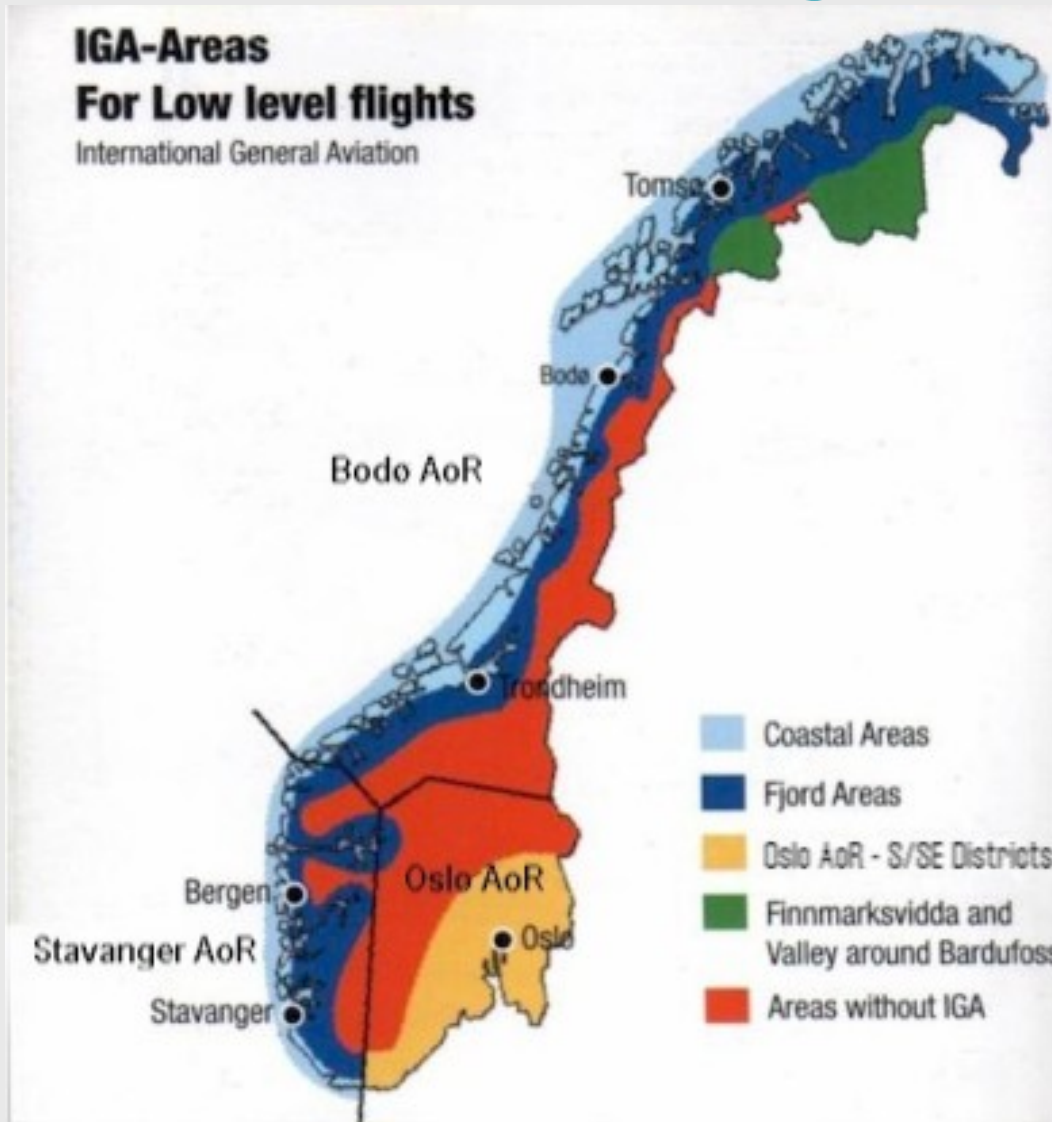 IGA-Areas
For Low level flights
International General Aviation
Tomsø
Bodø
Bodø AoR
Trondheim
Coastal Areas
Fjord Areas
Oslo AoR - S/SE Districts
Finnmarksvidda and
Valley around Bardufoss
Areas without IGA
Bergen
Oslo AoR
Stavanger AoR
Oslo
Stavanger